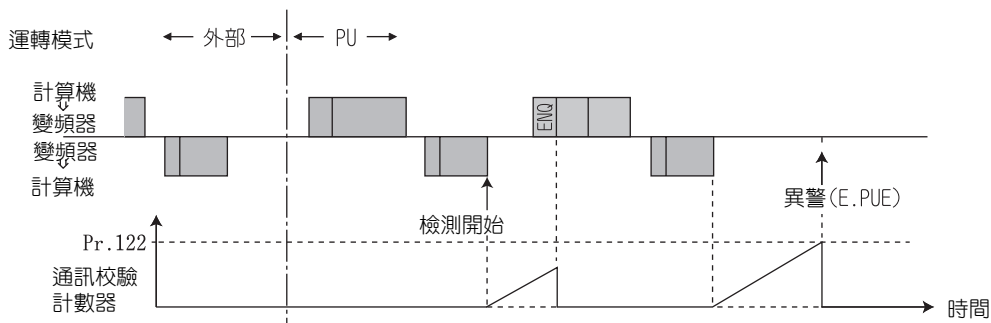 運轉模式
外部
PU
計算機
變頻器
變頻器
計算機
ENQ
異警(E.PUE)
檢測開始
Pr.122
通訊校驗
計數器
時間